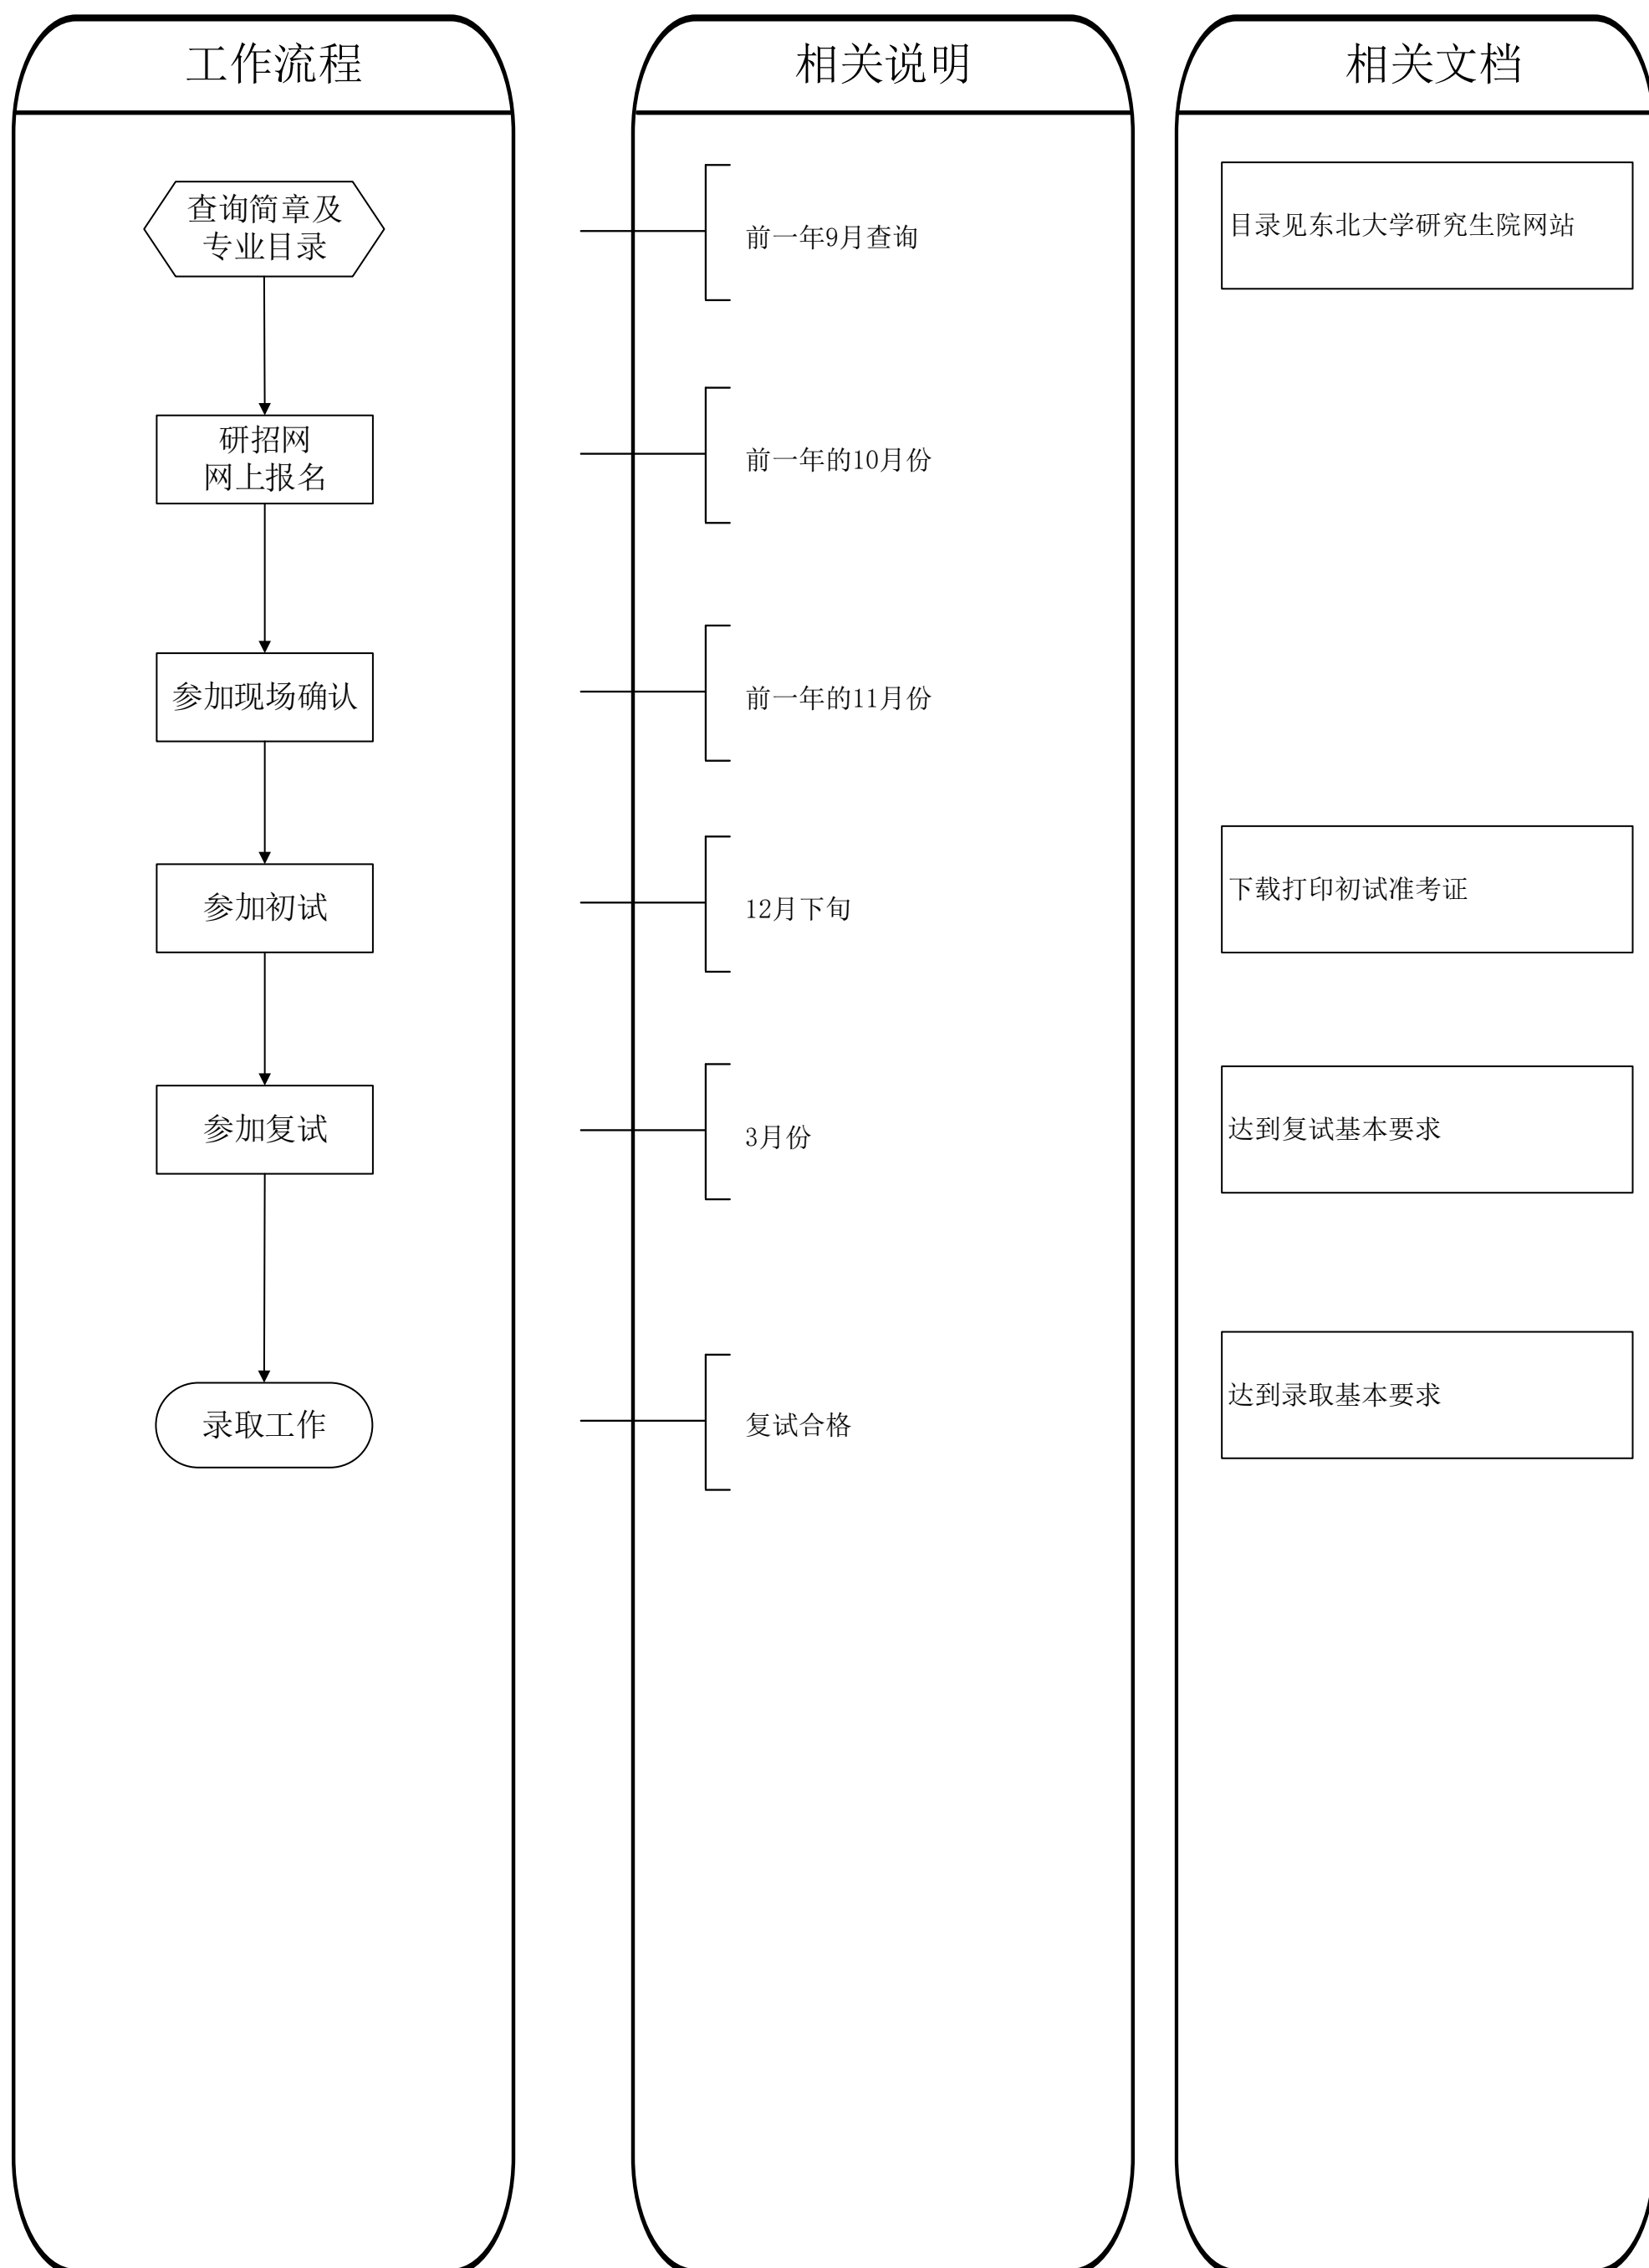 工作流程
相关说明
相关文档
查询简章及
专业目录
前一年9月查询
目录见东北大学研究生院网站
研招网
网上报名
前一年的10月份
参加现场确认
前一年的11月份
参加初试
12月下旬
下载打印初试准考证
参加复试
3月份
达到复试基本要求
录取工作
复试合格
达到录取基本要求